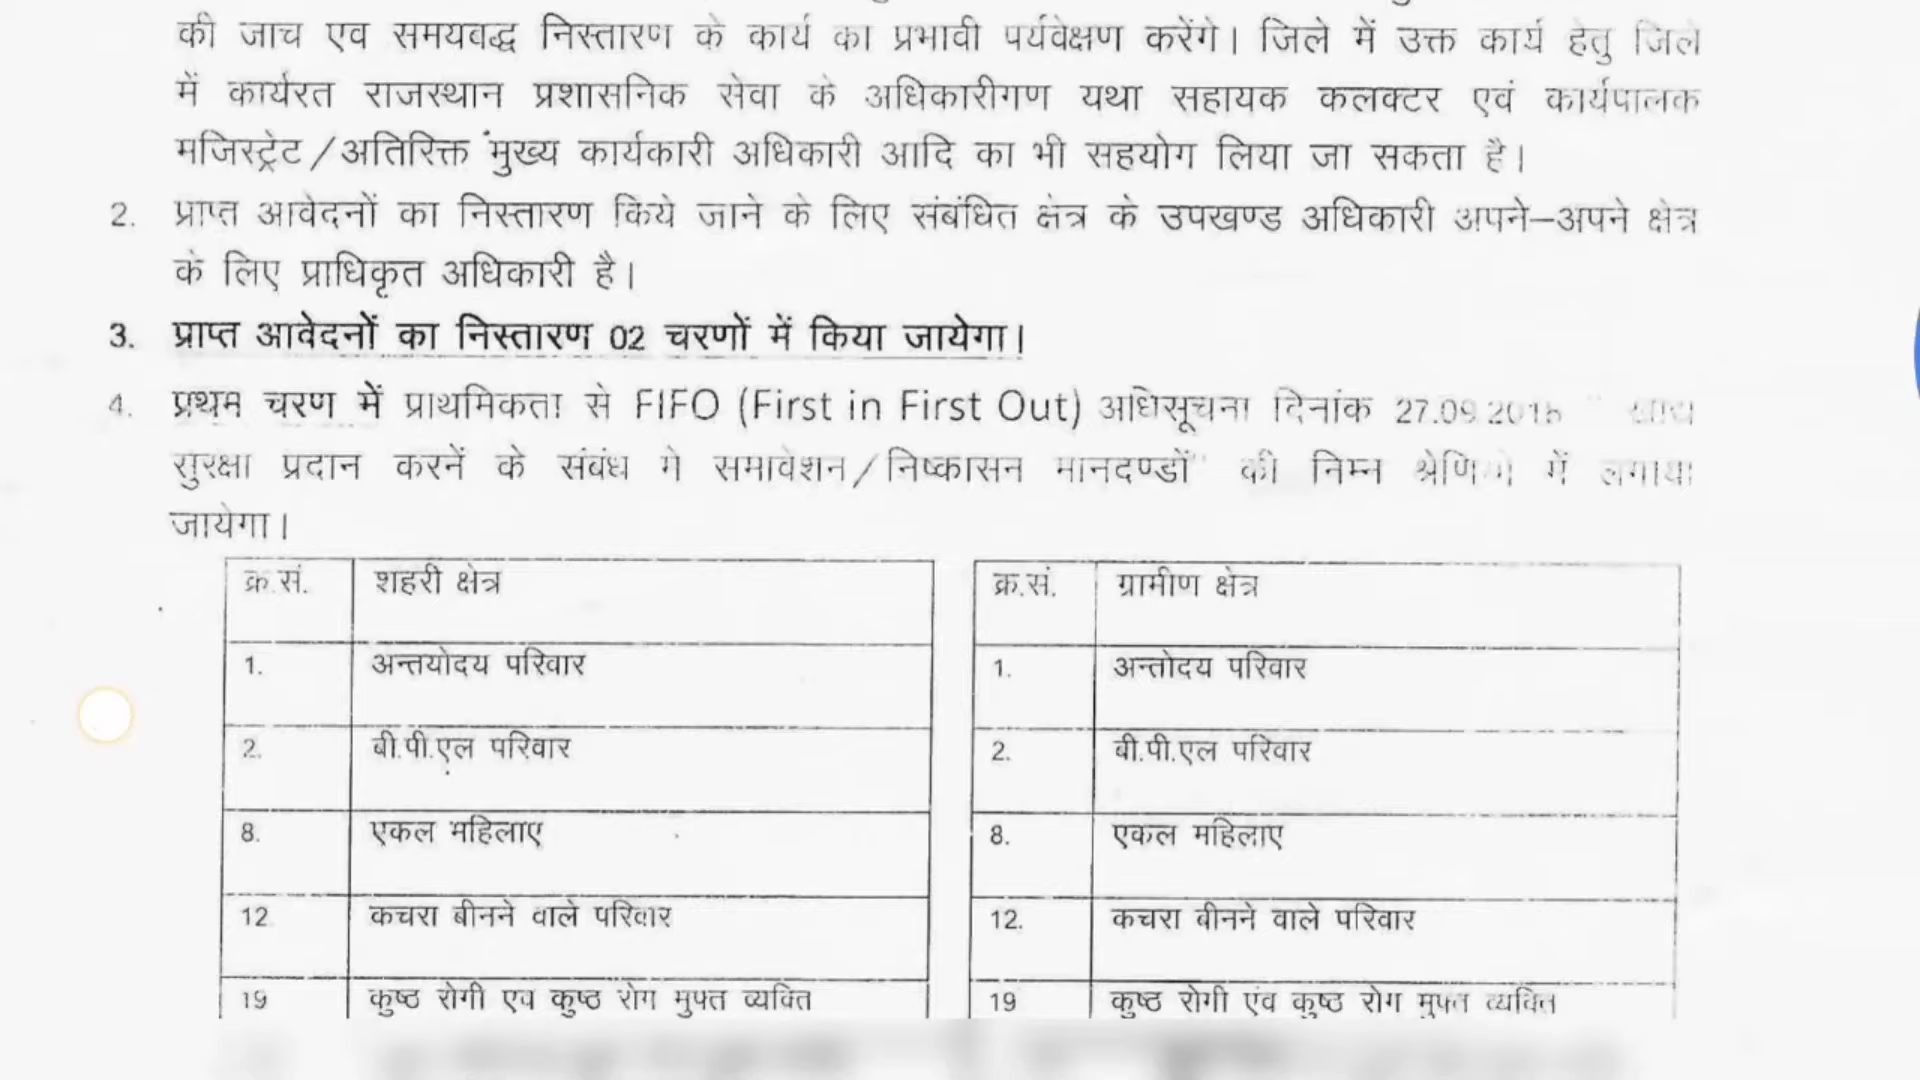 की जाच एव समयबद्ध निस्तारण के कार्य का प्रभावी पर्यवेक्षण करेंगे। जिले में उक्त कार्य हेतु जिले
में कार्यरत राजस्थान प्रशासनिक सेवा के अधिकारीगण यथा सहायक कलक्टर एवं कार्यपालक
मजिस्ट्रेट/अतिरिक्त मुख्य कार्यकारी अधिकारी आदि का भी सहयोग लिया जा सकता है।
2. प्राप्त आवेदनों का निस्तारण किये जाने के लिए संबंधित क्षेत्र के उपखण्ड अधिकारी अपने–अपने क्षेत्र
के लिए प्राधिकृत अधिकारी है।
3. प्राप्त आवेदनों का निस्तारण 02 चरणों में किया जायेगा।
4. प्रथम चरण में प्राथमिकता से FIFO (First in First Out) अधिसूचना दिनांक
सुरक्षा प्रदान करनें के संबंध मे समावेशन/निष्कासन मानदण्डों" की निम्न श्रेणियों में लगाया
जायेगा।
क्र.सं. शहरी क्षेत्र क्र.सं. ग्रामीण क्षेत्र
1. अन्तयोदय परिवार 1. अन्तोदय परिवार
2. बी.पी.एल परिवार 2. बी.पी.एल परिवार
8. एकल महिलाए 8. एकल महिलाए
12. कचरा बीनने वाले परिवार 12. कचरा बीनने वाले परिवार
19 कुष्ठ रोगी एव कुष्ठ रोग मुक्त व्यक्ति 19 कुष्ठ रोगी एंव कुष्ठ रोग मुक्त व्यक्ति